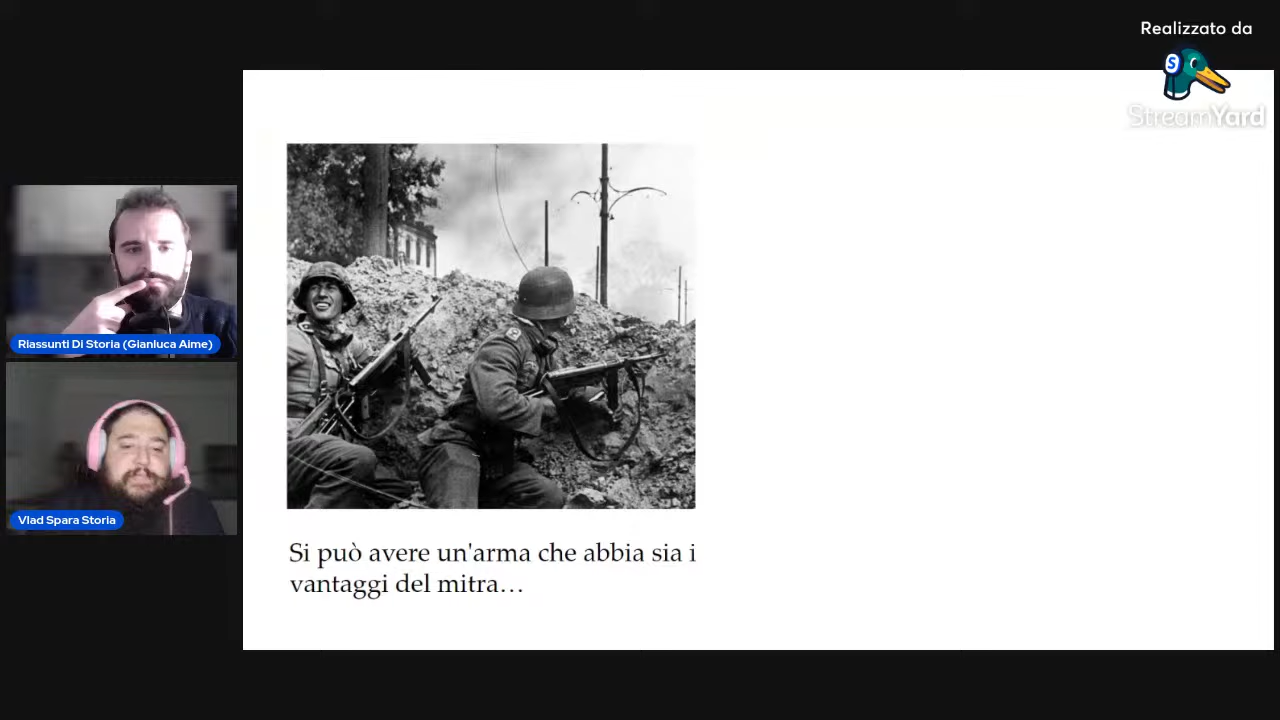 Realizzato da
StreamYard
Riassunti Di Storia (Gianluca Aime)
Vlad Spara Storia
Si può avere un'arma che abbia sia i
vantaggi del mitra…